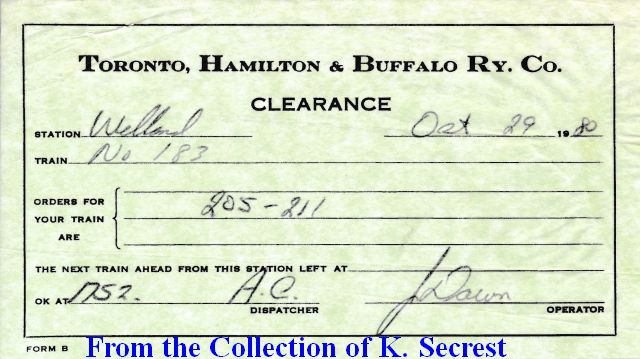 TORONTO, HAMILTON & BUFFALO RY. CO.
CLEARANCE
STATION Welland Oct 29 1980
TRAIN No 183
ORDERS FOR YOUR TRAIN ARE 205-211
THE NEXT TRAIN AHEAD FROM THIS STATION LEFT AT
OK AT 1752. A.C. DISPATCHER J Dawn OPERATOR
FORM B From the Collection of K. Secrest